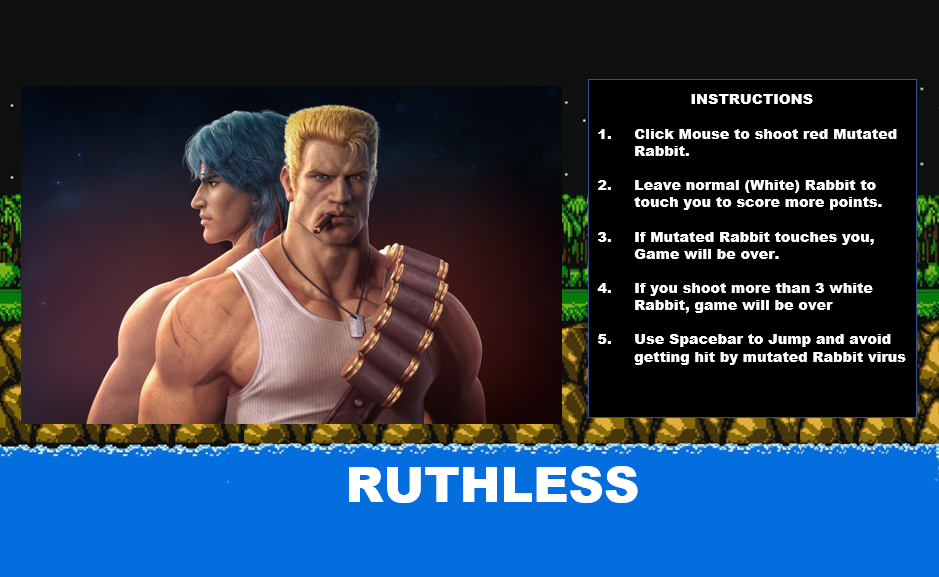 INSTRUCTIONS
1. Click Mouse to shoot red Mutated
Rabbit.
2. Leave normal (White) Rabbit to
touch you to score more points.
3. If Mutated Rabbit touches you,
Game will be over.
4. If you shoot more than 3 white
Rabbit, game will be over
5. Use Spacebar to Jump and avoid
getting hit by mutated Rabbit virus
RUTHLESS